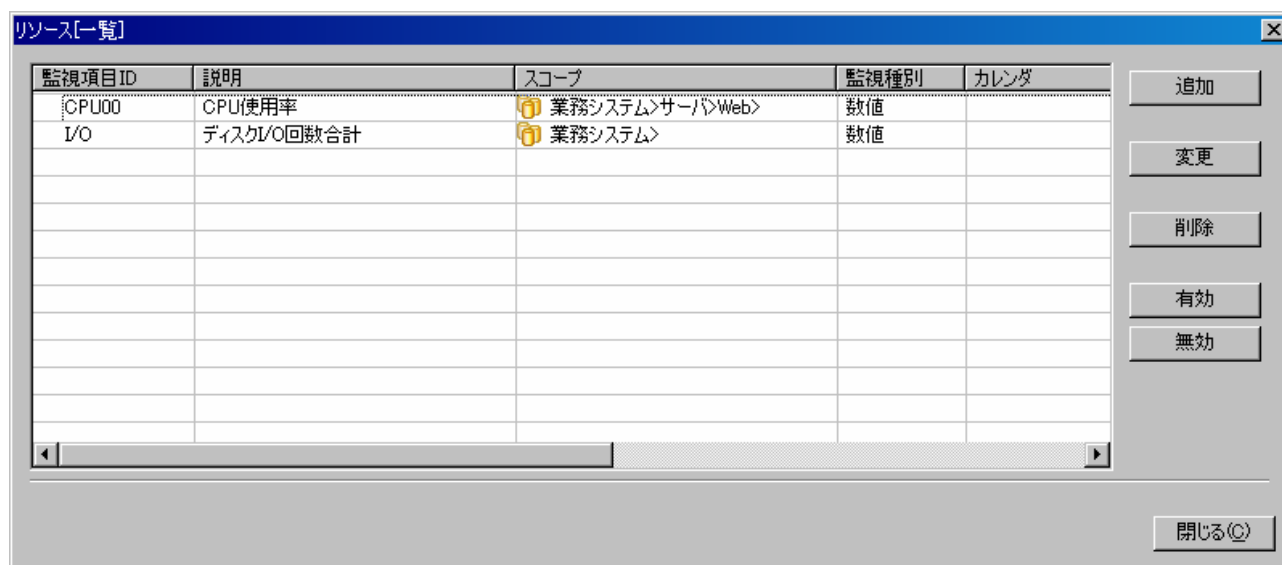 リソース[一覧]
監視項目ID 説明 スコープ 監視種別 カレンダ
CPU00 CPU使用率 業務システム>サーバ>Web> 数値
I/O ディスクI/O回数合計 業務システム> 数値
追加
変更
削除
有効
無効
閉じる(C)